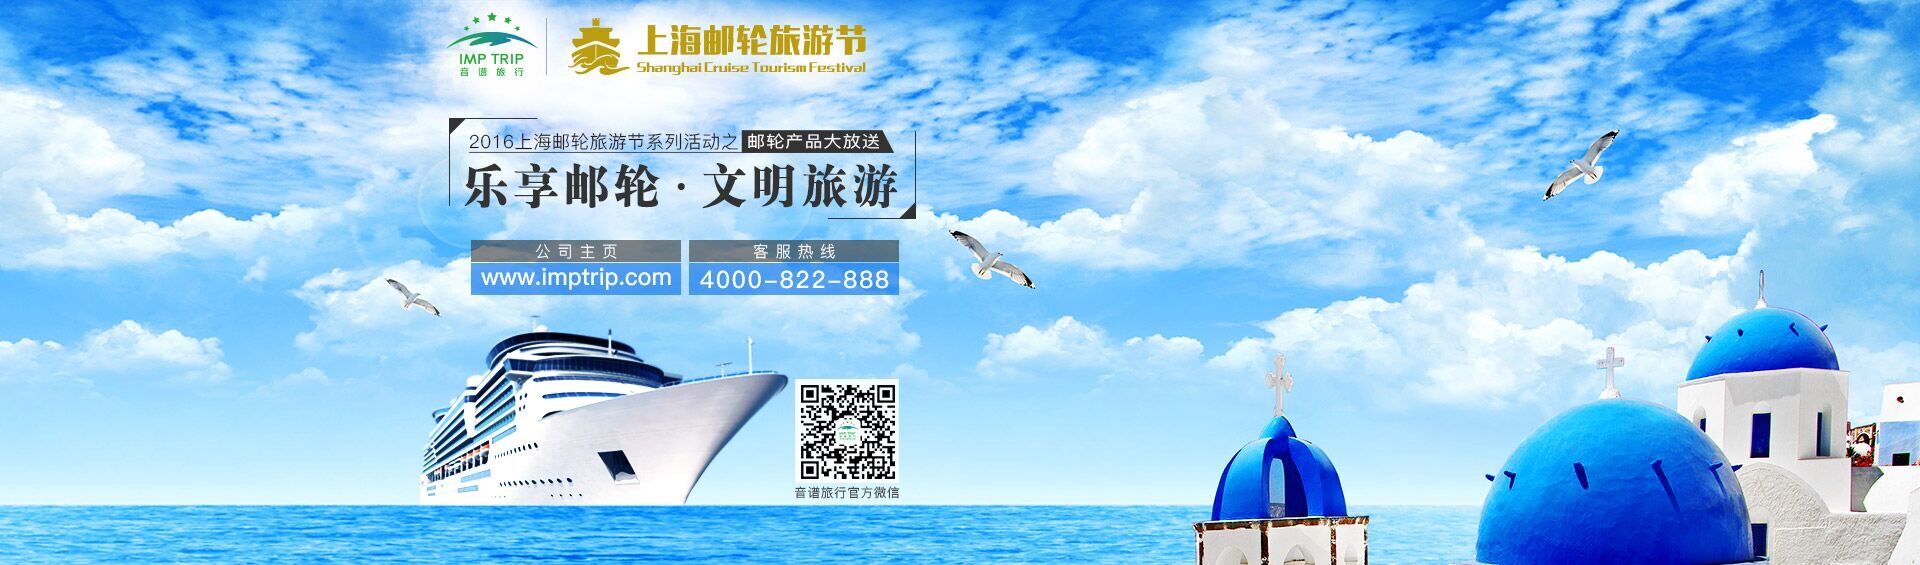 IMP TRIP
音谱旅行
上海邮轮旅游节
Shanghai Cruise Tourism Festival
2016上海邮轮旅游节系列活动之 邮轮产品大放送
乐享邮轮·文明旅游
公司主页
www.imptrip.com
客服热线
4000-822-888
IMP TRIP
音谱旅行官方微信